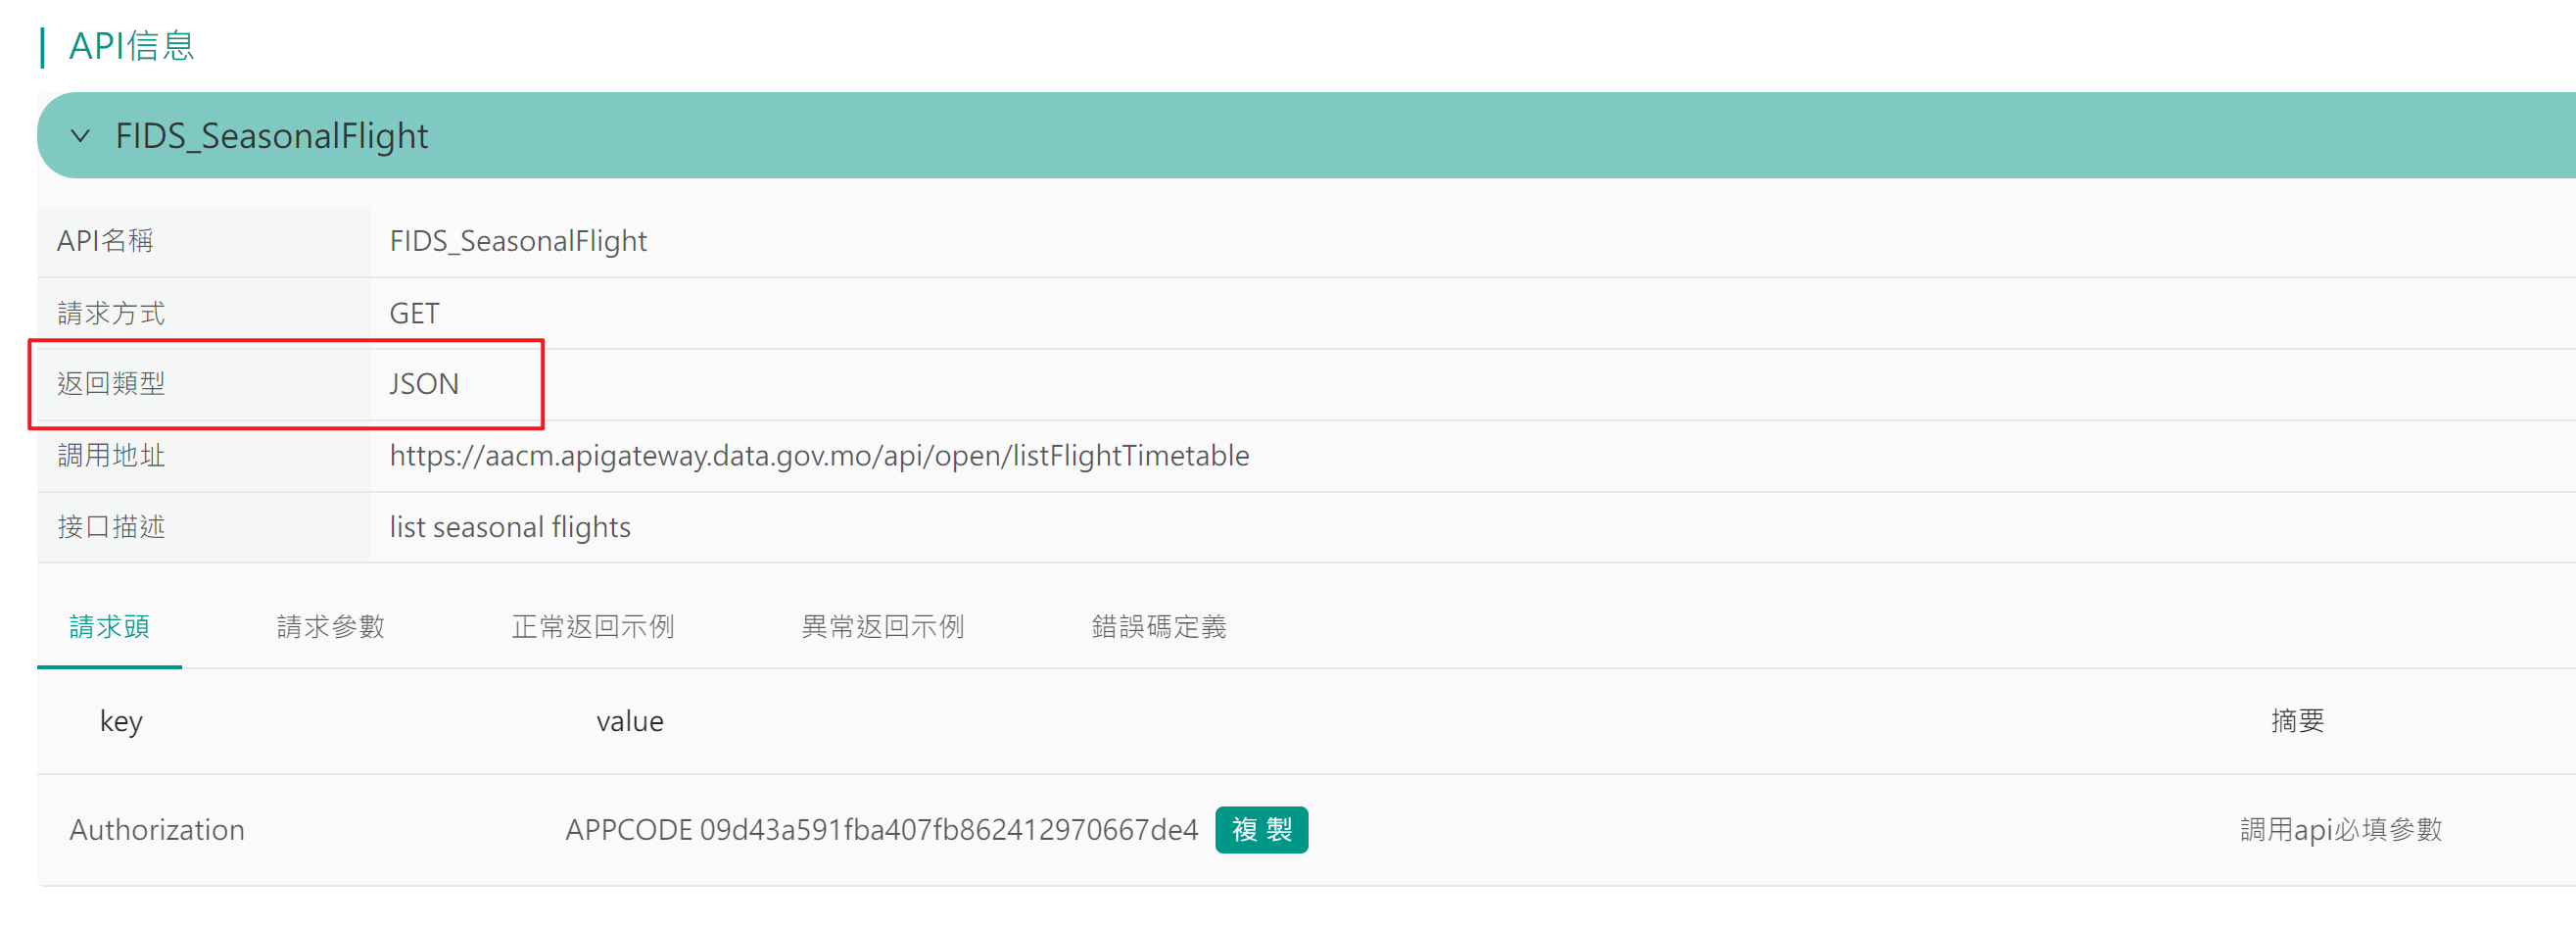 API信息
FIDS_SeasonalFlight
API名稱 FIDS_SeasonalFlight
請求方式 GET
返回類型 JSON
調用地址 https://aacm.apigateway.data.gov.mo/api/open/listFlightTimetable
接口描述 list seasonal flights
請求頭 請求參數 正常返回示例 異常返回示例 錯誤碼定義
key value 摘要
Authorization APPCODE 09d43a591fba407fb862412970667de4 複製 調用api必填參數